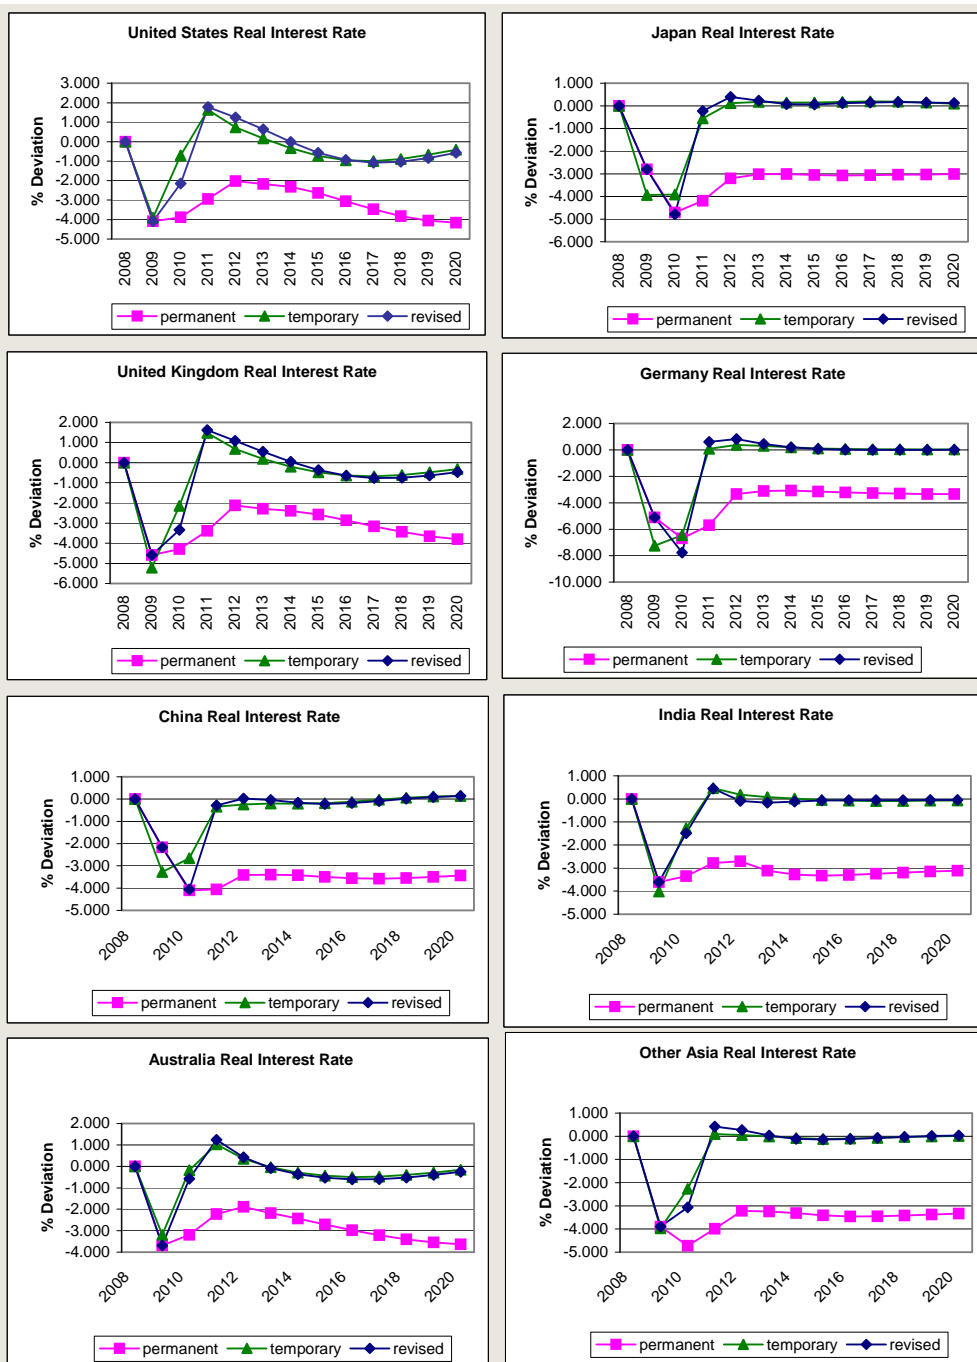 United States Real Interest Rate
% Deviation
3.000
2.000
1.000
0.000
-1.000
-2.000
-3.000
-4.000
-5.000
2008 2009 2010 2011 2012 2013 2014 2015 2016 2017 2018 2019 2020
permanent temporary revised
Japan Real Interest Rate
% Deviation
1.000
0.000
-1.000
-2.000
-3.000
-4.000
-5.000
-6.000
2008 2009 2010 2011 2012 2013 2014 2015 2016 2017 2018 2019 2020
permanent temporary revised
United Kingdom Real Interest Rate
% Deviation
2.000
1.000
0.000
-1.000
-2.000
-3.000
-4.000
-5.000
-6.000
2008 2009 2010 2011 2012 2013 2014 2015 2016 2017 2018 2019 2020
permanent temporary revised
Germany Real Interest Rate
% Deviation
2.000
0.000
-2.000
-4.000
-6.000
-8.000
-10.000
2008 2009 2010 2011 2012 2013 2014 2015 2016 2017 2018 2019 2020
permanent temporary revised
China Real Interest Rate
% Deviation
1.000
0.000
-1.000
-2.000
-3.000
-4.000
-5.000
2008 2010 2012 2014 2016 2018 2020
permanent temporary revised
India Real Interest Rate
% Deviation
1.000
0.000
-1.000
-2.000
-3.000
-4.000
-5.000
2008 2010 2012 2014 2016 2018 2020
permanent temporary revised
Australia Real Interest Rate
% Deviation
2.000
1.000
0.000
-1.000
-2.000
-3.000
-4.000
2008 2010 2012 2014 2016 2018 2020
permanent temporary revised
Other Asia Real Interest Rate
% Deviation
1.000
0.000
-1.000
-2.000
-3.000
-4.000
-5.000
2008 2010 2012 2014 2016 2018 2020
permanent temporary revised